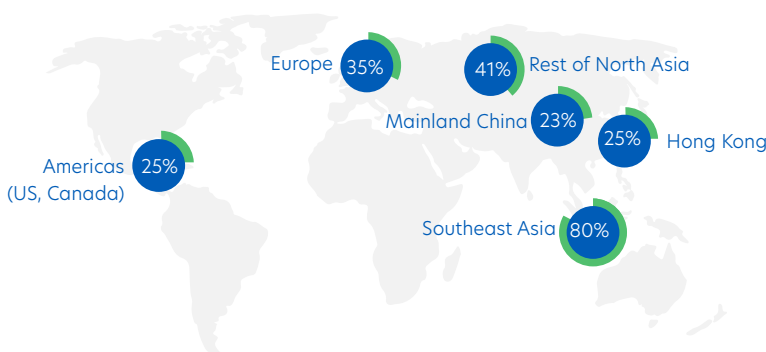 Europe 35%
41% Rest of North Asia
Mainland China 23%
25% Hong Kong
Americas 25%
(US, Canada)
Southeast Asia 80%